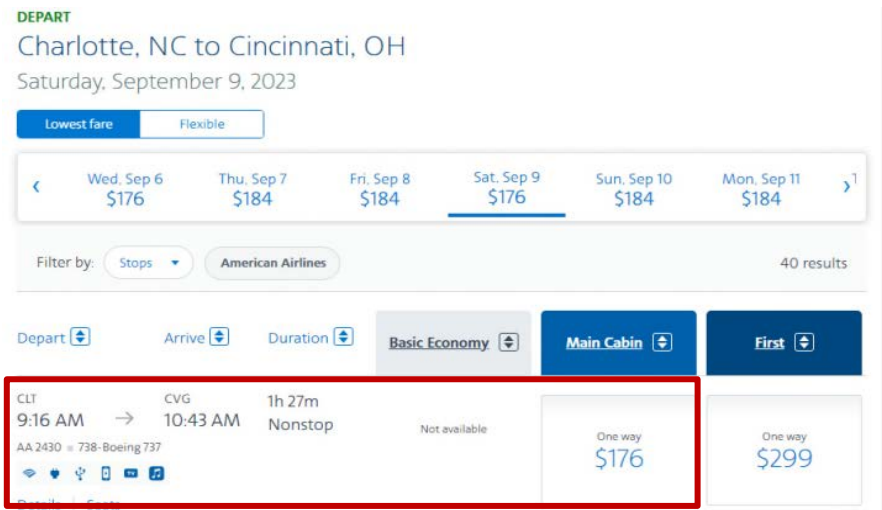 DEPART
Charlotte, NC to Cincinnati, OH
Saturday, September 9, 2023
Lowest fare Flexible
Wed, Sep 6 Thu, Sep 7 Fri, Sep 8 Sat, Sep 9 Sun, Sep 10 Mon, Sep 11 T
$176 $184 $184 $176 $184 $184
Filter by: Stops American Airlines 40 results
Depart Arrive Duration Basic Economy Main Cabin First
CLT CVG 1h 27m
9:16 AM → 10:43 AM Nonstop Not available One way One way
AA 2430 738-Boeing 737 $176 $299
Details Seats